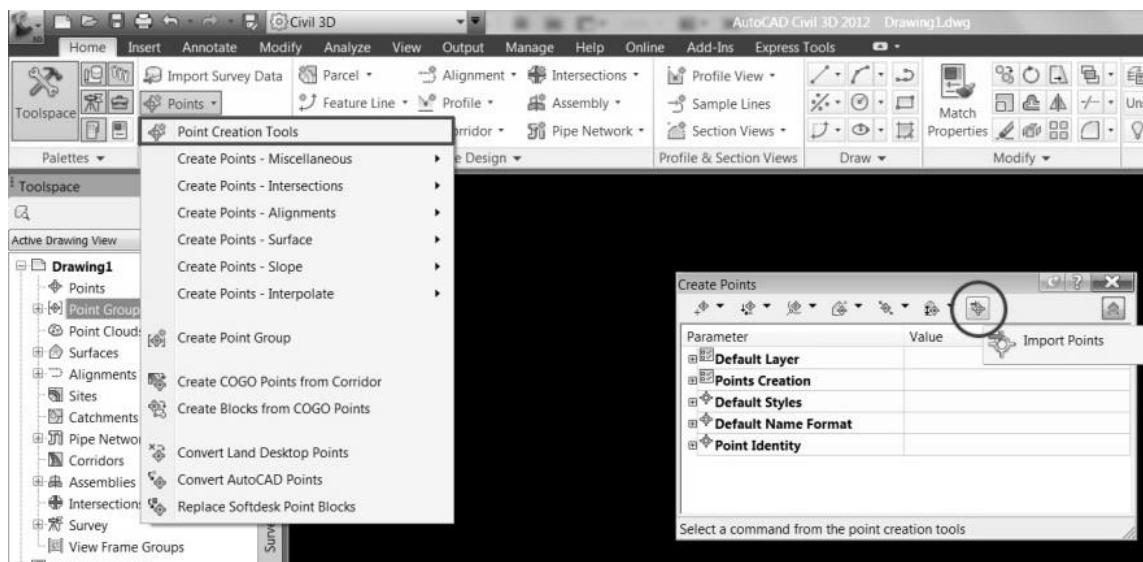 Civil 3D
AutoCAD Civil 3D 2012 Drawing1.dwg
Home Insert Annotate Modify Analyze View Output Manage Help Online Add-Ins Express Tools
Toolspace
Import Survey Data
Points
Parcel
Feature Line
Alignment
Profile
Intersections
Assembly
Pipe Network
Profile View
Sample Lines
Section Views
Match
Properties
Palettes
e Design
Profile & Section Views
Draw
Modify
Point Creation Tools
Create Points - Miscellaneous
Create Points - Intersections
Create Points - Alignments
Create Points - Surface
Create Points - Slope
Create Points - Interpolate
Create Point Group
Create COGO Points from Corridor
Create Blocks from COGO Points
Convert Land Desktop Points
Convert AutoCAD Points
Replace Softdesk Point Blocks
Toolspace
Active Drawing View
Drawing1
Points
Point Group
Point Cloud
Surfaces
Alignments
Sites
Catchments
Pipe Networ
Corridors
Assemblies
Intersection
Survey
View Frame Groups
Create Points
Parameter Value
Import Points
Default Layer
Points Creation
Default Styles
Default Name Format
Point Identity
Select a command from the point creation tools